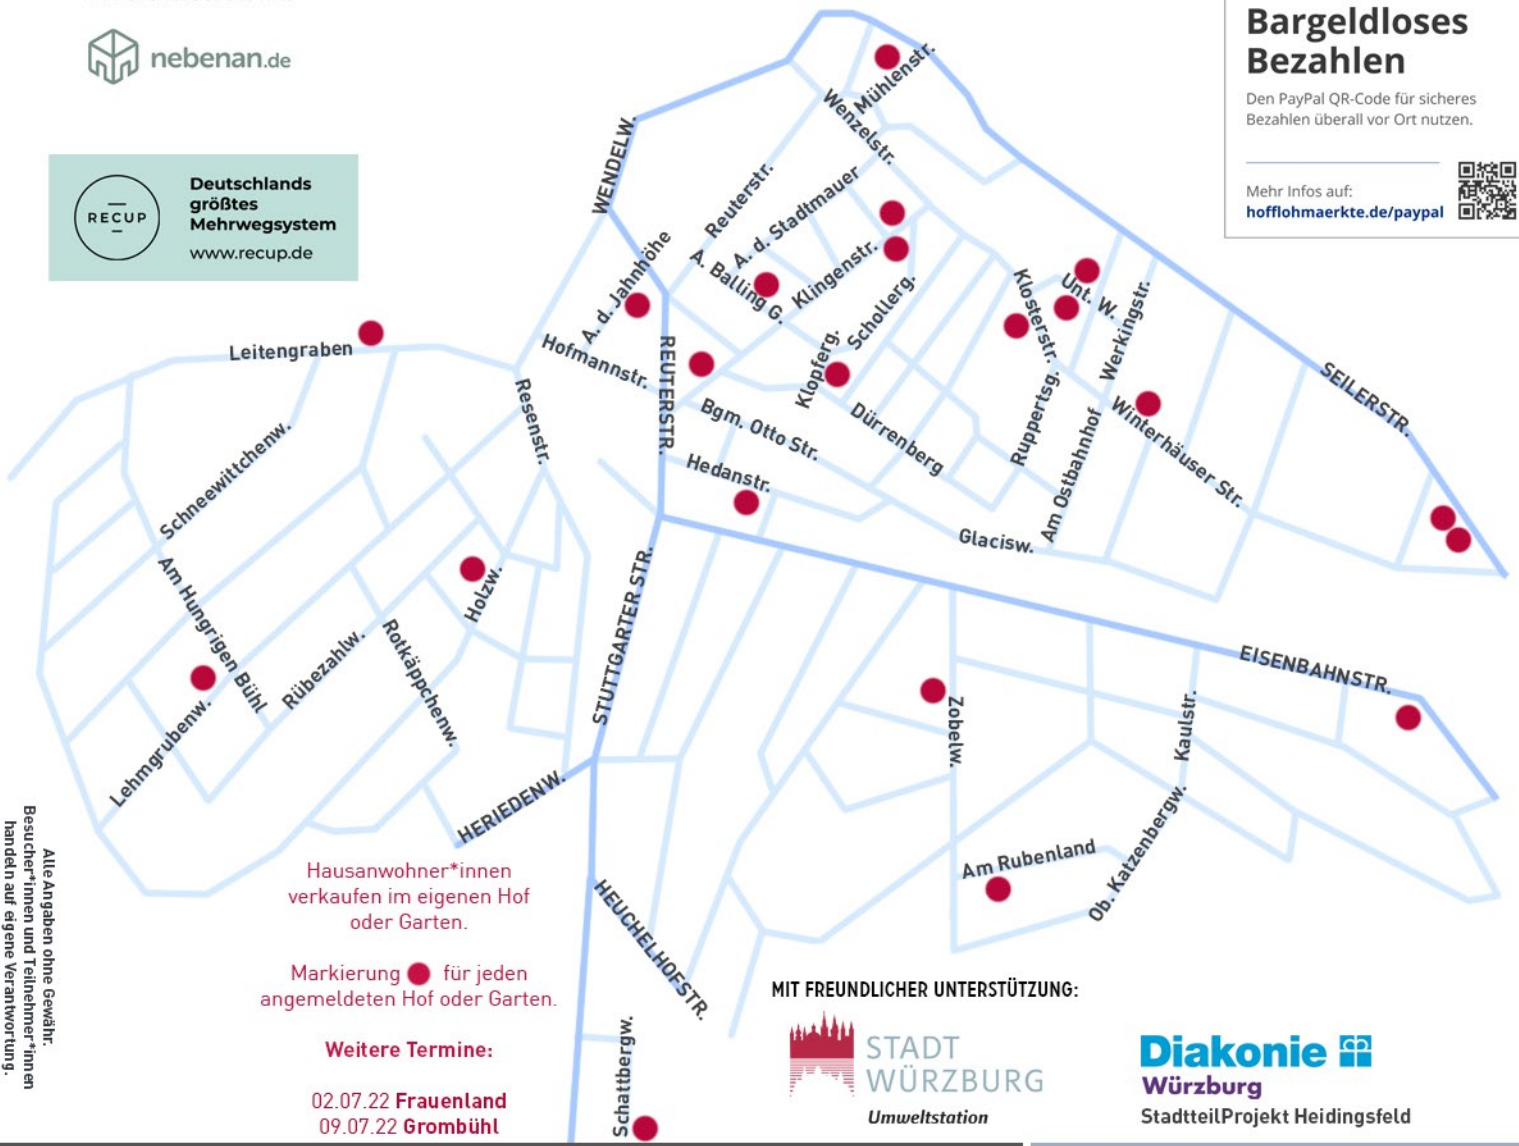 nebenan.de
RECUP
Deutschlands
größtes
Mehrwegsystem
www.recup.de
Bargeldloses
Bezahlen
Den PayPal QR-Code für sicheres
Bezahlen überall vor Ort nutzen.
Mehr Infos auf:
hofflohmaerkte.de/paypal
Mühlenstr.
Wenzelstr.
WENDELW.
Reuterstr.
A. d. Stadtmauer
A. Balling G.
Klingenstr.
A. d. Jahnhöhe
Schollerg.
Klosterstr.
Unt. W.
Werkingstr.
Leitengraben
Hofmannstr.
REUTERSTR.
Klopferg.
SEILERSTR.
Resenstr.
Bgm. Otto Str.
Dürrenberg
Ruppertsg.
Am Ostbahnhof
Winterhäuser Str.
Schneewittchenw.
Hedanstr.
Glacisw.
Am Hungrigen Bühl
Holzw.
Rübezahlw.
Rotkäppchenw.
STUTTGARTER STR.
EISENBAHNSTR.
Lehmgrubenw.
Zobelw.
Kaulstr.
HERIEDENW.
Am Rubenland
Ob. Katzenbergw.
HEUCHELHOFSTR.
Schattbergw.
Alle Angaben ohne Gewähr.
Besucher*innen und Teilnehmer*innen
handeln auf eigene Verantwortung.
Hausanwohner*innen
verkaufen im eigenen Hof
oder Garten.
Markierung für jeden
angemeldeten Hof oder Garten.
Weitere Termine:
02.07.22 Frauenland
09.07.22 Grombühl
MIT FREUNDLICHER UNTERSTÜTZUNG:
STADT
WÜRZBURG
Umweltstation
Diakonie
Würzburg
StadtteilProjekt Heidingsfeld